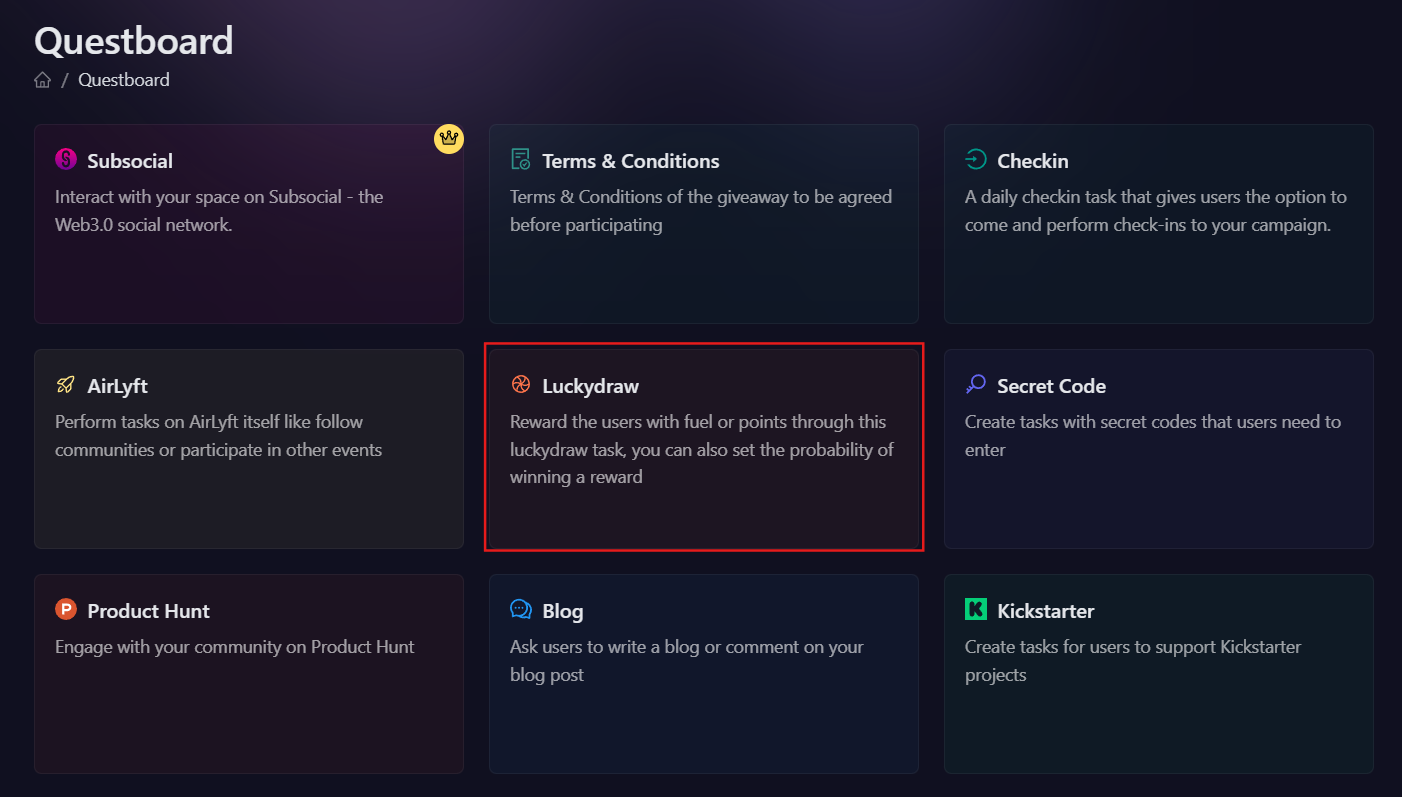 Questboard
/ Questboard
Subsocial
Interact with your space on Subsocial - the
Web3.0 social network.
Terms & Conditions
Terms & Conditions of the giveaway to be agreed
before participating
Checkin
A daily checkin task that gives users the option to
come and perform check-ins to your campaign.
AirLyft
Perform tasks on AirLyft itself like follow
communities or participate in other events
Luckydraw
Reward the users with fuel or points through this
luckydraw task, you can also set the probability of
winning a reward
Secret Code
Create tasks with secret codes that users need to
enter
Product Hunt
Engage with your community on Product Hunt
Blog
Ask users to write a blog or comment on your
blog post
Kickstarter
Create tasks for users to support Kickstarter
projects